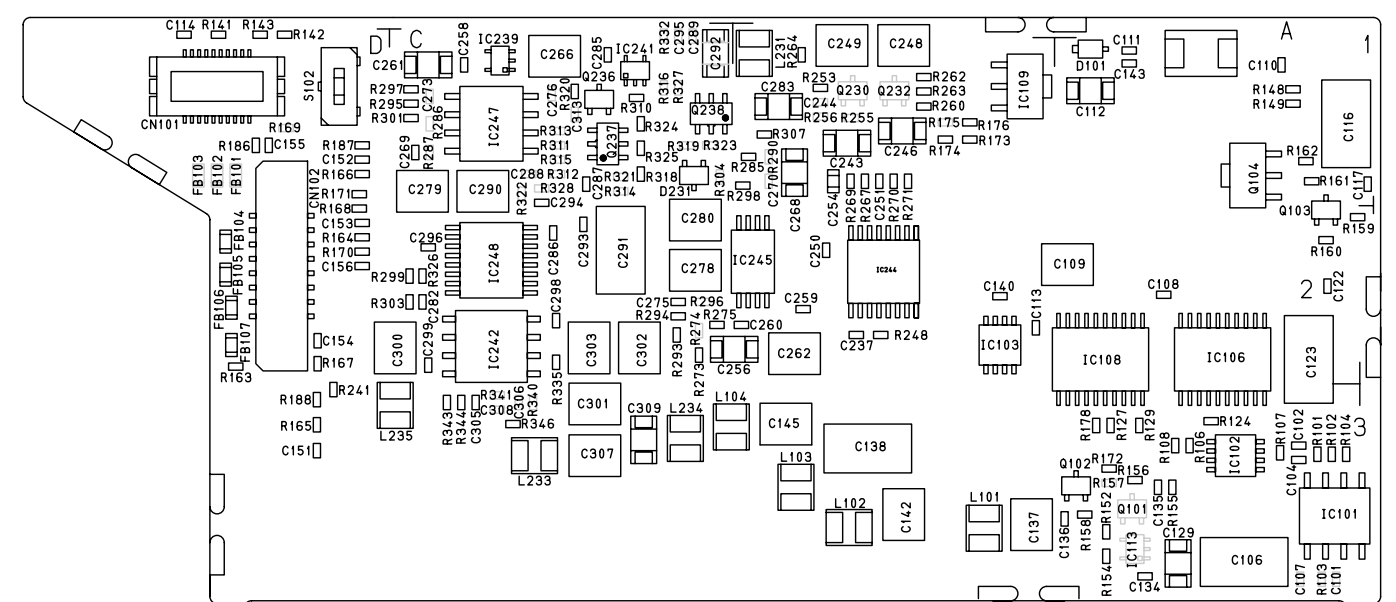 C114 R141 R143 R142
D C
A
1
2
3
C258 IC239
C261
C266
C285 IC241
R332 C295 C289
C292
L231 R264
C249
C248
IC109
D101
C111
C143
C112
C110
R148
R149
C116
CN101
S102
R297
R295
R301
C273
R286
IC247
R313
R311
R315
R312
C276
R320
C313
Q236
R310
R316
R327
Q238
C283
R253
Q230
Q232
R262
R263
R260
C244
R256
R255
R175
R176
R174
R173
R169
R186
C155
R187
C152
R166
FB103
FB102
FB101
CN102
C269
R287
Q237
R324
R325
R318
R319
R323
R307
R285
R290
C270
C243
C246
R162
Q104
R161
C117
Q103
R159
R160
C279
C290
C288
R328
C294
R322
C287
R321
R314
D231
R304
R298
C268
C254
R269
R267
C251
R270
R271
R171
R168
C153
R164
R170
C156
FB104
FB105
FB106
FB107
C296
IC248
C286
C293
C291
C280
C278
IC245
C250
IC244
C109
R299
R326
R303
C282
C298
C275
R296
R294
R275
C260
C259
R274
C140
C113
C108
C122
C154
R167
R163
C300
C299
IC242
C303
C302
R293
R273
C256
C262
C237
R248
IC103
IC108
IC106
C123
R188
R241
R165
C151
L235
R343
R344
C305
R341
C308
C306
R340
R346
R335
L233
C301
C307
C309
L234
L104
C145
L103
C138
R178
R127
R129
R124
R108
R106
IC102
R107
C102
R101
R102
R104
C104
Q102
R172
R156
R157
L102
C142
L101
C137
C136
R158
R152
Q101
C135
R155
IC101
IC113
R154
C134
C129
C106
C107
R103
C101